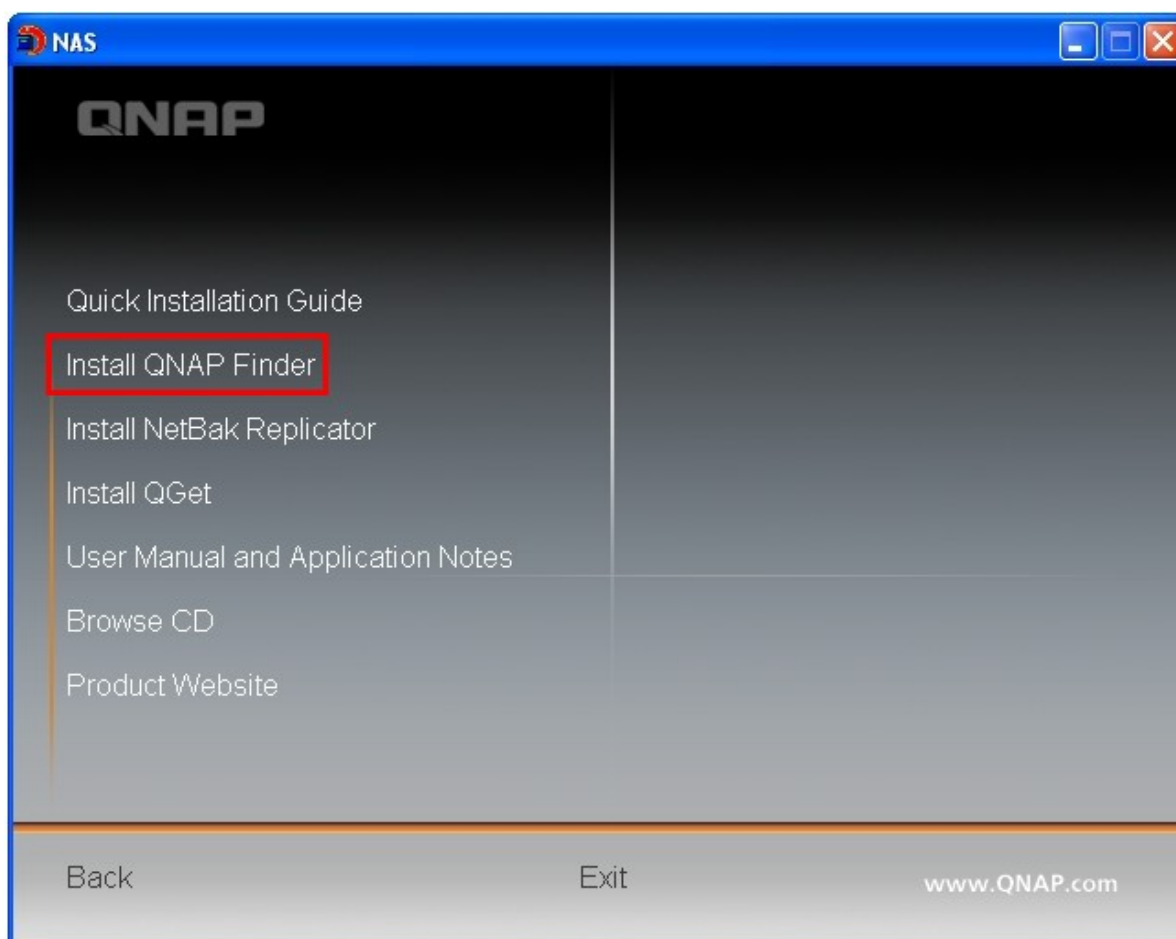 NAS
QNAP
Quick Installation Guide
Install QNAP Finder
Install NetBak Replicator
Install QGet
User Manual and Application Notes
Browse CD
Product Website
Back Exit www.QNAP.com